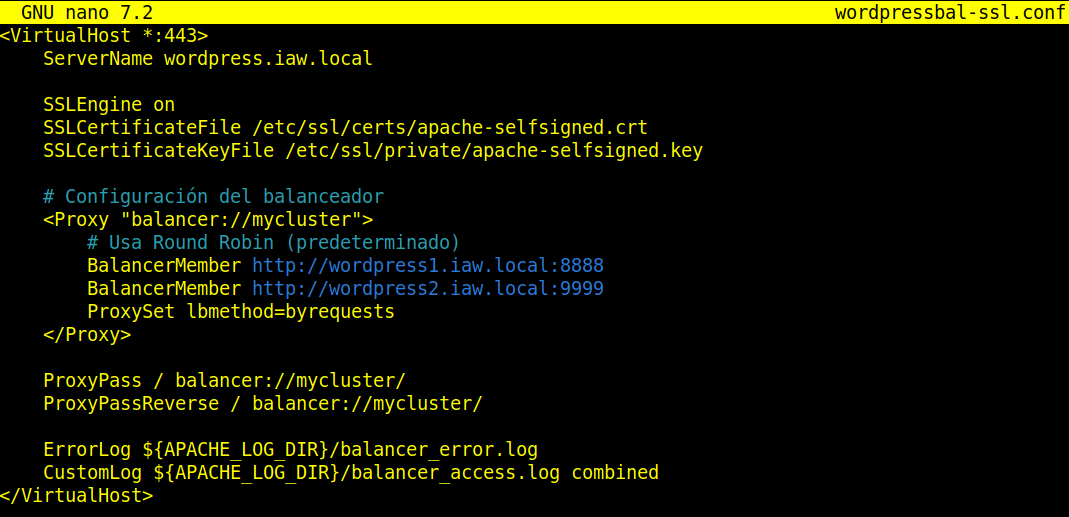 GNU nano 7.2 wordpressbal-ssl.conf
<VirtualHost *:443>
ServerName wordpress.iaw.local
SSLEngine on
SSLCertificateFile /etc/ssl/certs/apache-selfsigned.crt
SSLCertificateKeyFile /etc/ssl/private/apache-selfsigned.key
# Configuración del balanceador
<Proxy "balancer://mycluster">
# Usa Round Robin (predeterminado)
BalancerMember http://wordpress1.iaw.local:8888
BalancerMember http://wordpress2.iaw.local:9999
ProxySet lbmethod=byrequests
</Proxy>
ProxyPass / balancer://mycluster/
ProxyPassReverse / balancer://mycluster/
ErrorLog ${APACHE_LOG_DIR}/balancer_error.log
CustomLog ${APACHE_LOG_DIR}/balancer_access.log combined
</VirtualHost>